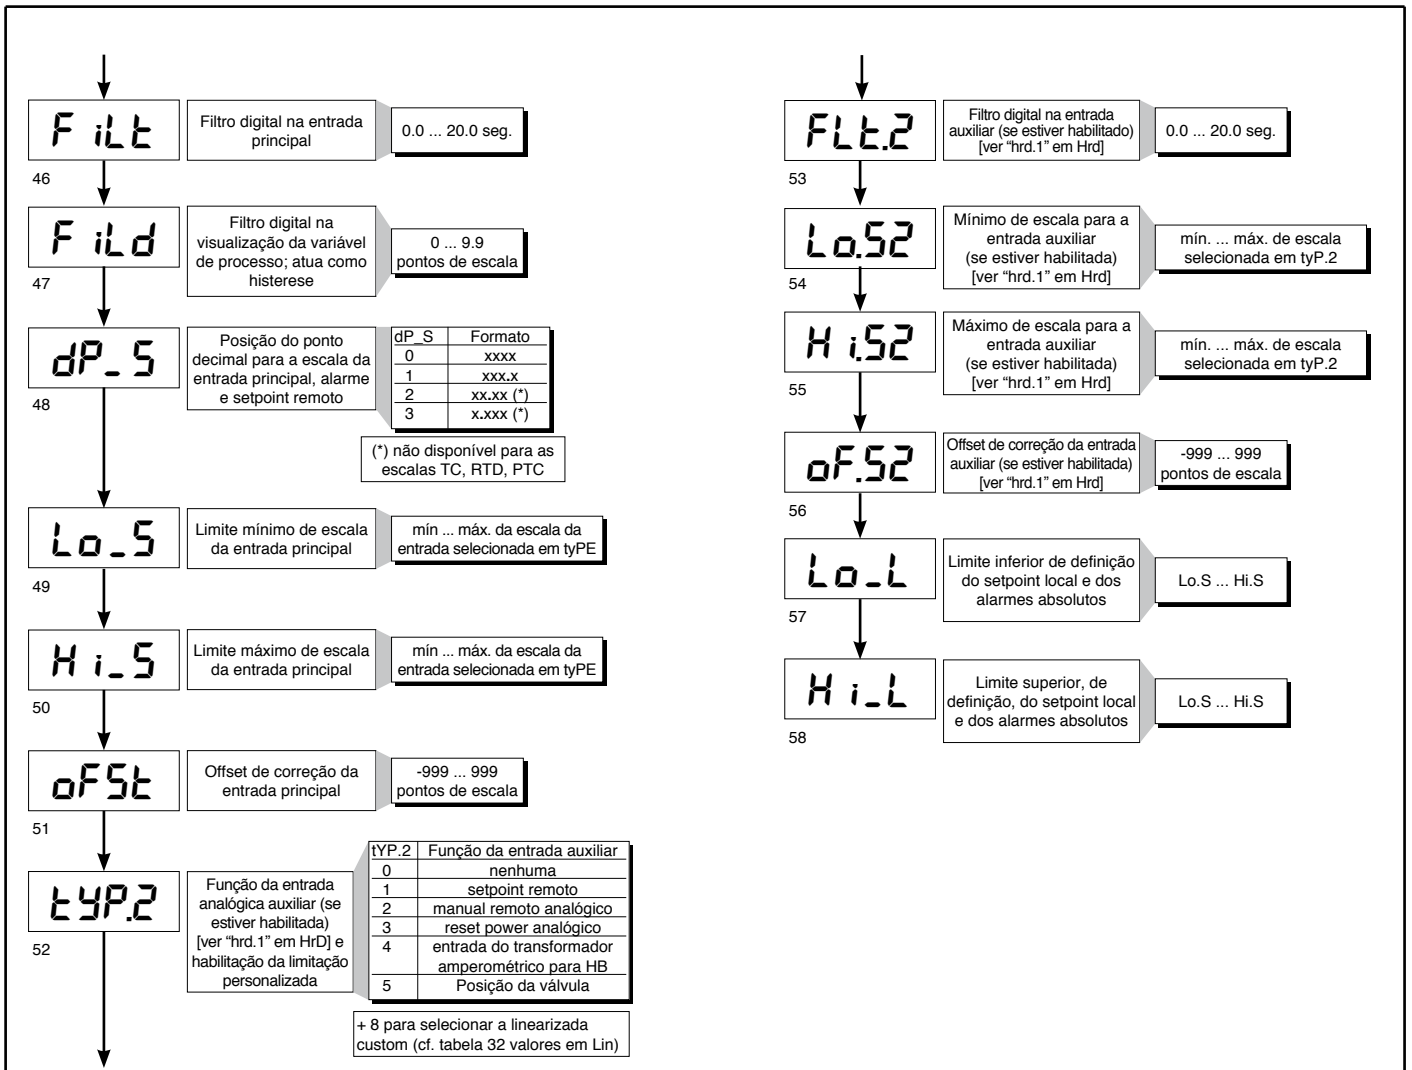 FiLt
Filtro digital na entrada
principal
0.0 ... 20.0 seg.
46
FiLd
Filtro digital na
visualização da variável
de processo; atua como
histerese
0 ... 9.9
pontos de escala
47
dP_S
Posição do ponto
decimal para a escala da
entrada principal, alarme
e setpoint remoto
dP_S Formato
0 xxxx
1 xxx.x
2 xx.xx (*)
3 x.xxx (*)
48
(*) não disponível para as
escalas TC, RTD, PTC
Lo_S
Limite mínimo de escala
da entrada principal
mín ... máx. da escala da
entrada selecionada em tyPE
49
Hi_S
Limite máximo de escala
da entrada principal
mín ... máx. da escala da
entrada selecionada em tyPE
50
oFSt
Offset de correção da
entrada principal
-999 ... 999
pontos de escala
51
tYP.2
Função da entrada
analógica auxiliar (se
estiver habilitada)
[ver “hrd.1” em HrD] e
habilitação da limitação
personalizada
tYP.2 Função da entrada auxiliar
0 nenhuma
1 setpoint remoto
2 manual remoto analógico
3 reset power analógico
4 entrada do transformador
amperométrico para HB
5 Posição da válvula
52
+ 8 para selecionar a linearizada
custom (cf. tabela 32 valores em Lin)
FLt.2
Filtro digital na entrada
auxiliar (se estiver habilitado)
[ver “hrd.1” em Hrd]
0.0 ... 20.0 seg.
53
Lo.S2
Mínimo de escala para a
entrada auxiliar
(se estiver habilitada)
[ver “hrd.1” em Hrd]
mín. ... máx. de escala
selecionada em tyP.2
54
Hi.S2
Máximo de escala para a
entrada auxiliar
(se estiver habilitada)
[ver “hrd.1” em Hrd]
mín. ... máx. de escala
selecionada em tyP.2
55
oF.S2
Offset de correção da entrada
auxiliar (se estiver habilitada)
[ver “hrd.1” em Hrd]
-999 ... 999
pontos de escala
56
Lo_L
Limite inferior de definição
do setpoint local e dos
alarmes absolutos
Lo.S ... Hi.S
57
Hi_L
Limite superior, de
definição, do setpoint local
e dos alarmes absolutos
Lo.S ... Hi.S
58